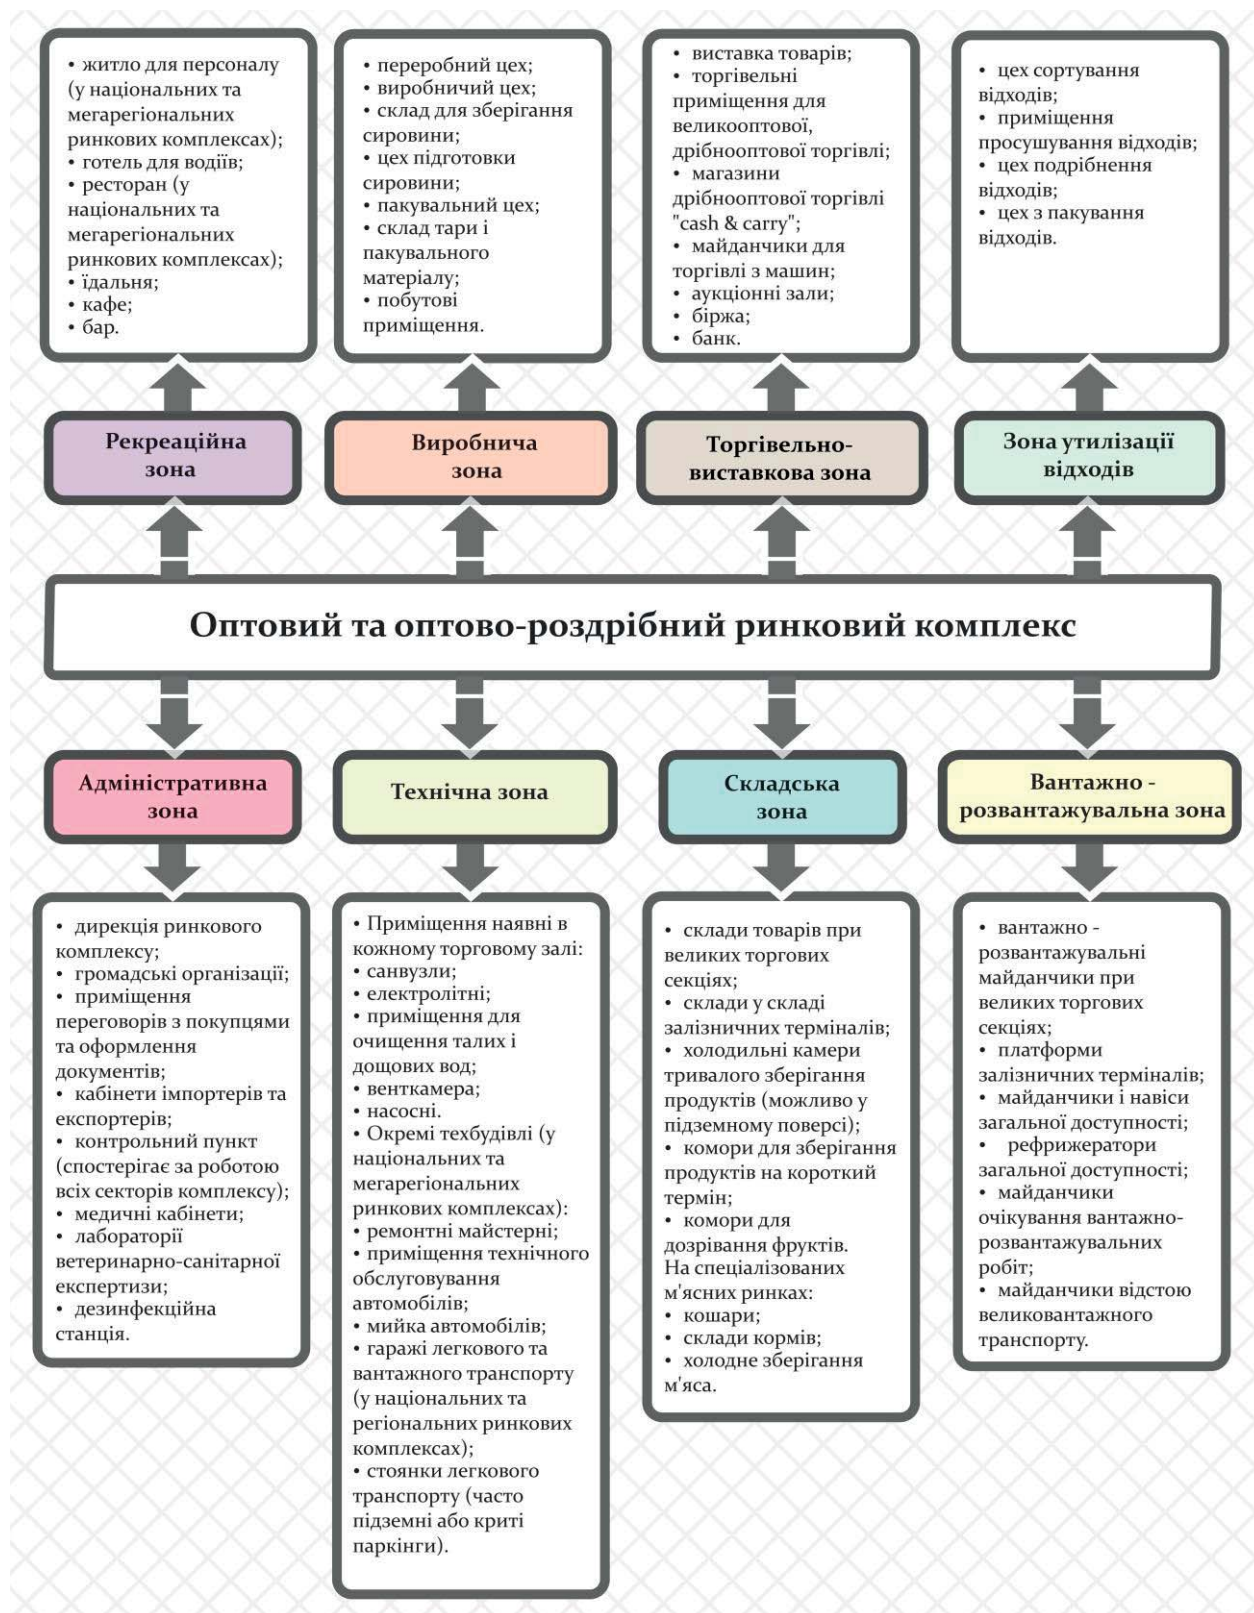 • житло для персоналу
(у національних та
мегарегіональних
ринкових комплексах);
• готель для водіїв;
• ресторан (у
національних та
мегарегіональних
ринкових комплексах);
• їдальня;
• кафе;
• бар.
• переробний цех;
• виробничий цех;
• склад для зберігання
сировини;
• цех підготовки
сировини;
• пакувальний цех;
• склад тари і
пакувального
матеріалу;
• побутові
приміщення.
• виставка товарів;
• торгівельні
приміщення для
великооптової,
дрібнооптової торгівлі;
• магазини
дрібнооптової торгівлі
"cash & carry";
• майданчики для
торгівлі з машин;
• аукціонні зали;
• біржа;
• банк.
• цех сортування
відходів;
• приміщення
просушування відходів;
• цех подрібнення
відходів;
• цех з пакування
відходів.
Рекреаційна
зона
Виробнича
зона
Торгівельно-
виставкова зона
Зона утилізації
відходів
Оптовий та оптово-роздрібний ринковий комплекс
Адміністративна
зона
Технічна зона
Складська
зона
Вантажно -
розвантажувальна зона
• дирекція ринкового
комплексу;
• громадські організації;
• приміщення
переговорів з покупцями
та оформлення
документів;
• кабінети імпортерів та
експортерів;
• контрольний пункт
(спостерігає за роботою
всіх секторів комплексу);
• медичні кабінети;
• лабораторії
ветеринарно-санітарної
експертизи;
• дезинфекційна
станція.
• Приміщення наявні в
кожному торговому залі:
• санвузли;
• електролітні;
• приміщення для
очищення талих і
дощових вод;
• венткамера;
• насосні.
• Окремі техбудівлі (у
національних та
мегарегіональних
ринкових комплексах):
• ремонтні майстерні;
• приміщення технічного
обслуговування
автомобілів;
• мийка автомобілів;
• гаражі легкового та
вантажного транспорту
(у національних та
регіональних ринкових
комплексах);
• стоянки легкового
транспорту (часто
підземні або криті
паркінги).
• склади товарів при
великих торгових
секціях;
• склади у складі
залізничних терміналів;
• холодильні камери
тривалого зберігання
продуктів (можливо у
підземному поверсі);
• комори для зберігання
продуктів на короткий
термін;
• комори для
дозрівання фруктів.
На спеціалізованих
м'ясних ринках:
• кошари;
• склади кормів;
• холодне зберігання
м'яса.
• вантажно -
розвантажувальні
майданчики при
великих торгових
секціях;
• платформи
залізничних терміналів;
• майданчики і навіси
загальної доступності;
• рефрижератори
загальної доступності;
• майданчики
очікування вантажно-
розвантажувальних
робіт;
• майданчики відстою
великовантажного
транспорту.